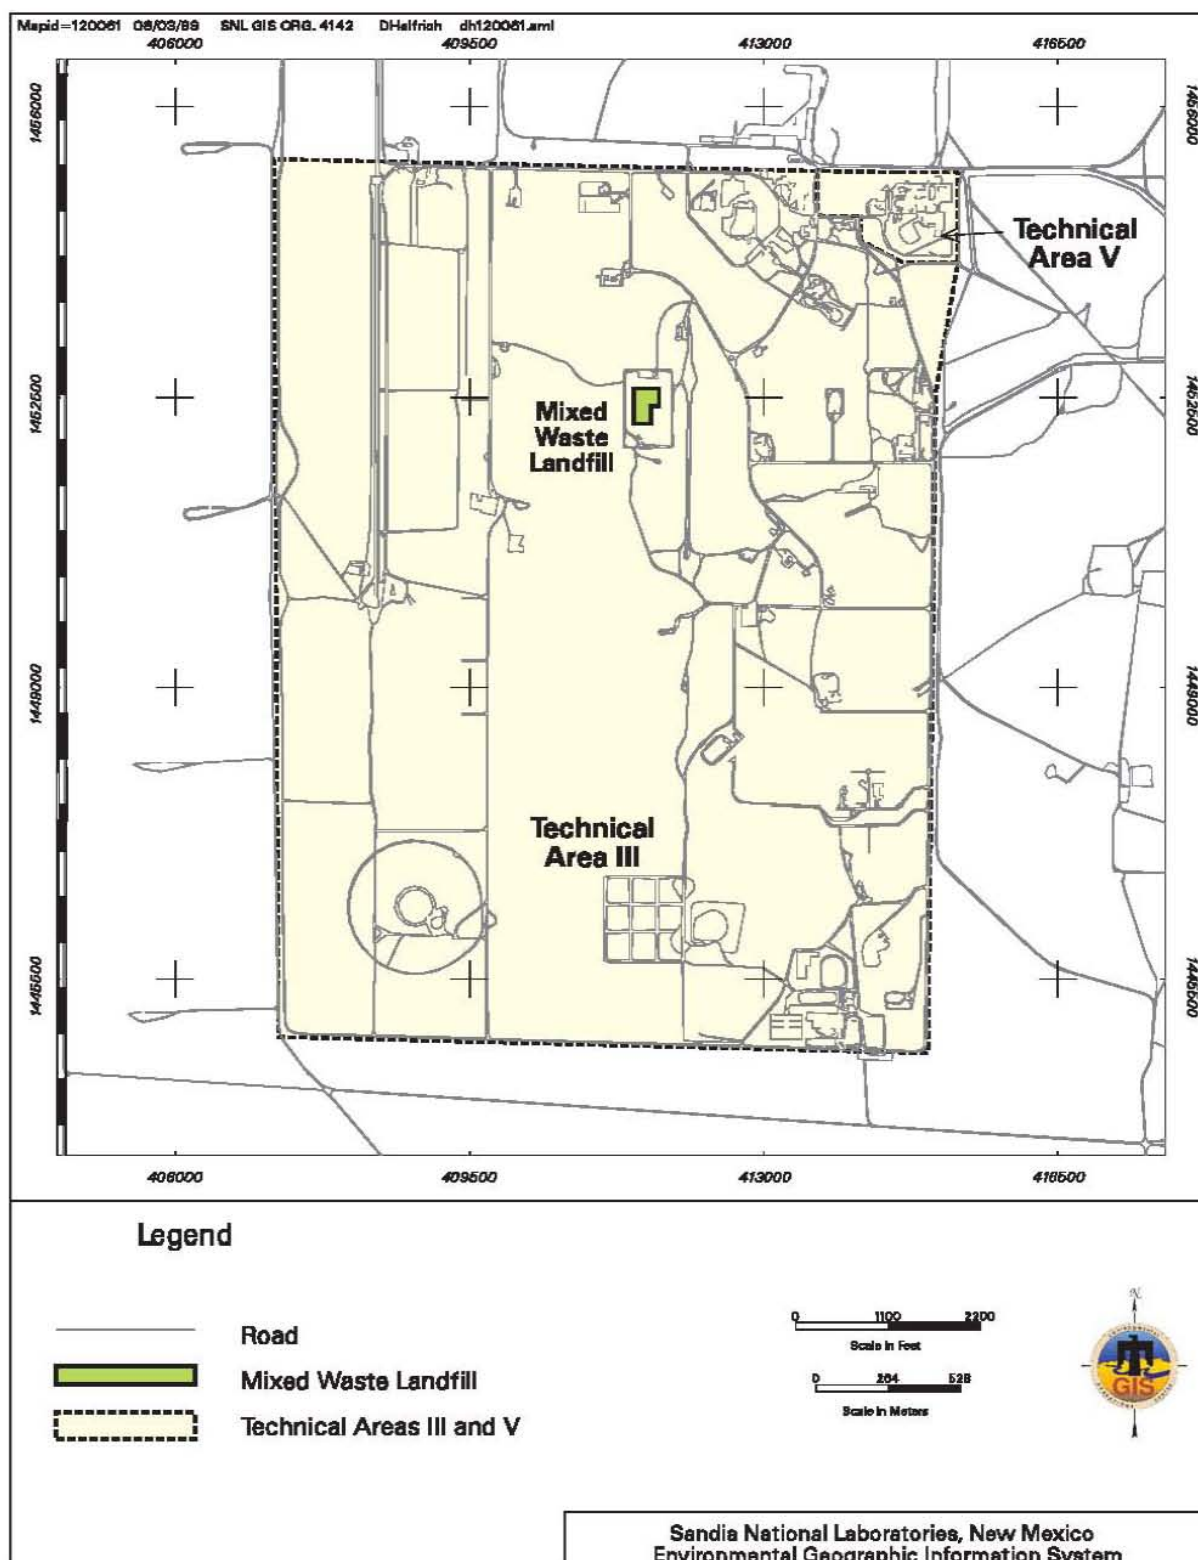 Mapid=120061 08/03/99 SNL GIS ORG. 4142 DHelfrich dh120061.aml
406000 409500 413000 416500
1456000 1456000
Technical
Area V
1452500 1452500
Mixed
Waste
Landfill
1449000 1449000
Technical
Area III
1445500 1445500
406000 409500 413000 416500
Legend
Road
Mixed Waste Landfill
Technical Areas III and V
0 1100 2200
Scale in Feet
0 264 528
Scale in Meters
N
GIS
Sandia National Laboratories, New Mexico
Environmental Geographic Information System